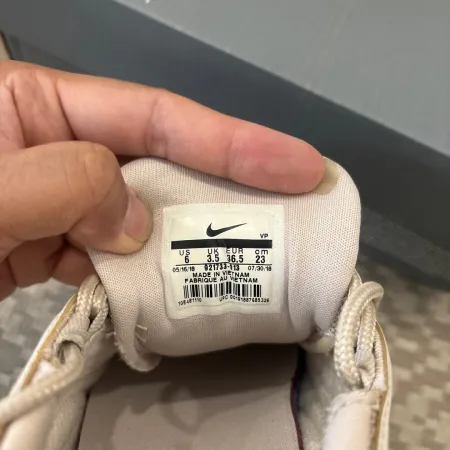 VP
US UK EUR cm
6 3.5 36.5 23
05/16/18 921733-113 07/30/18
MADE IN VIETNAM
FABRIQUE AU VIETNAM